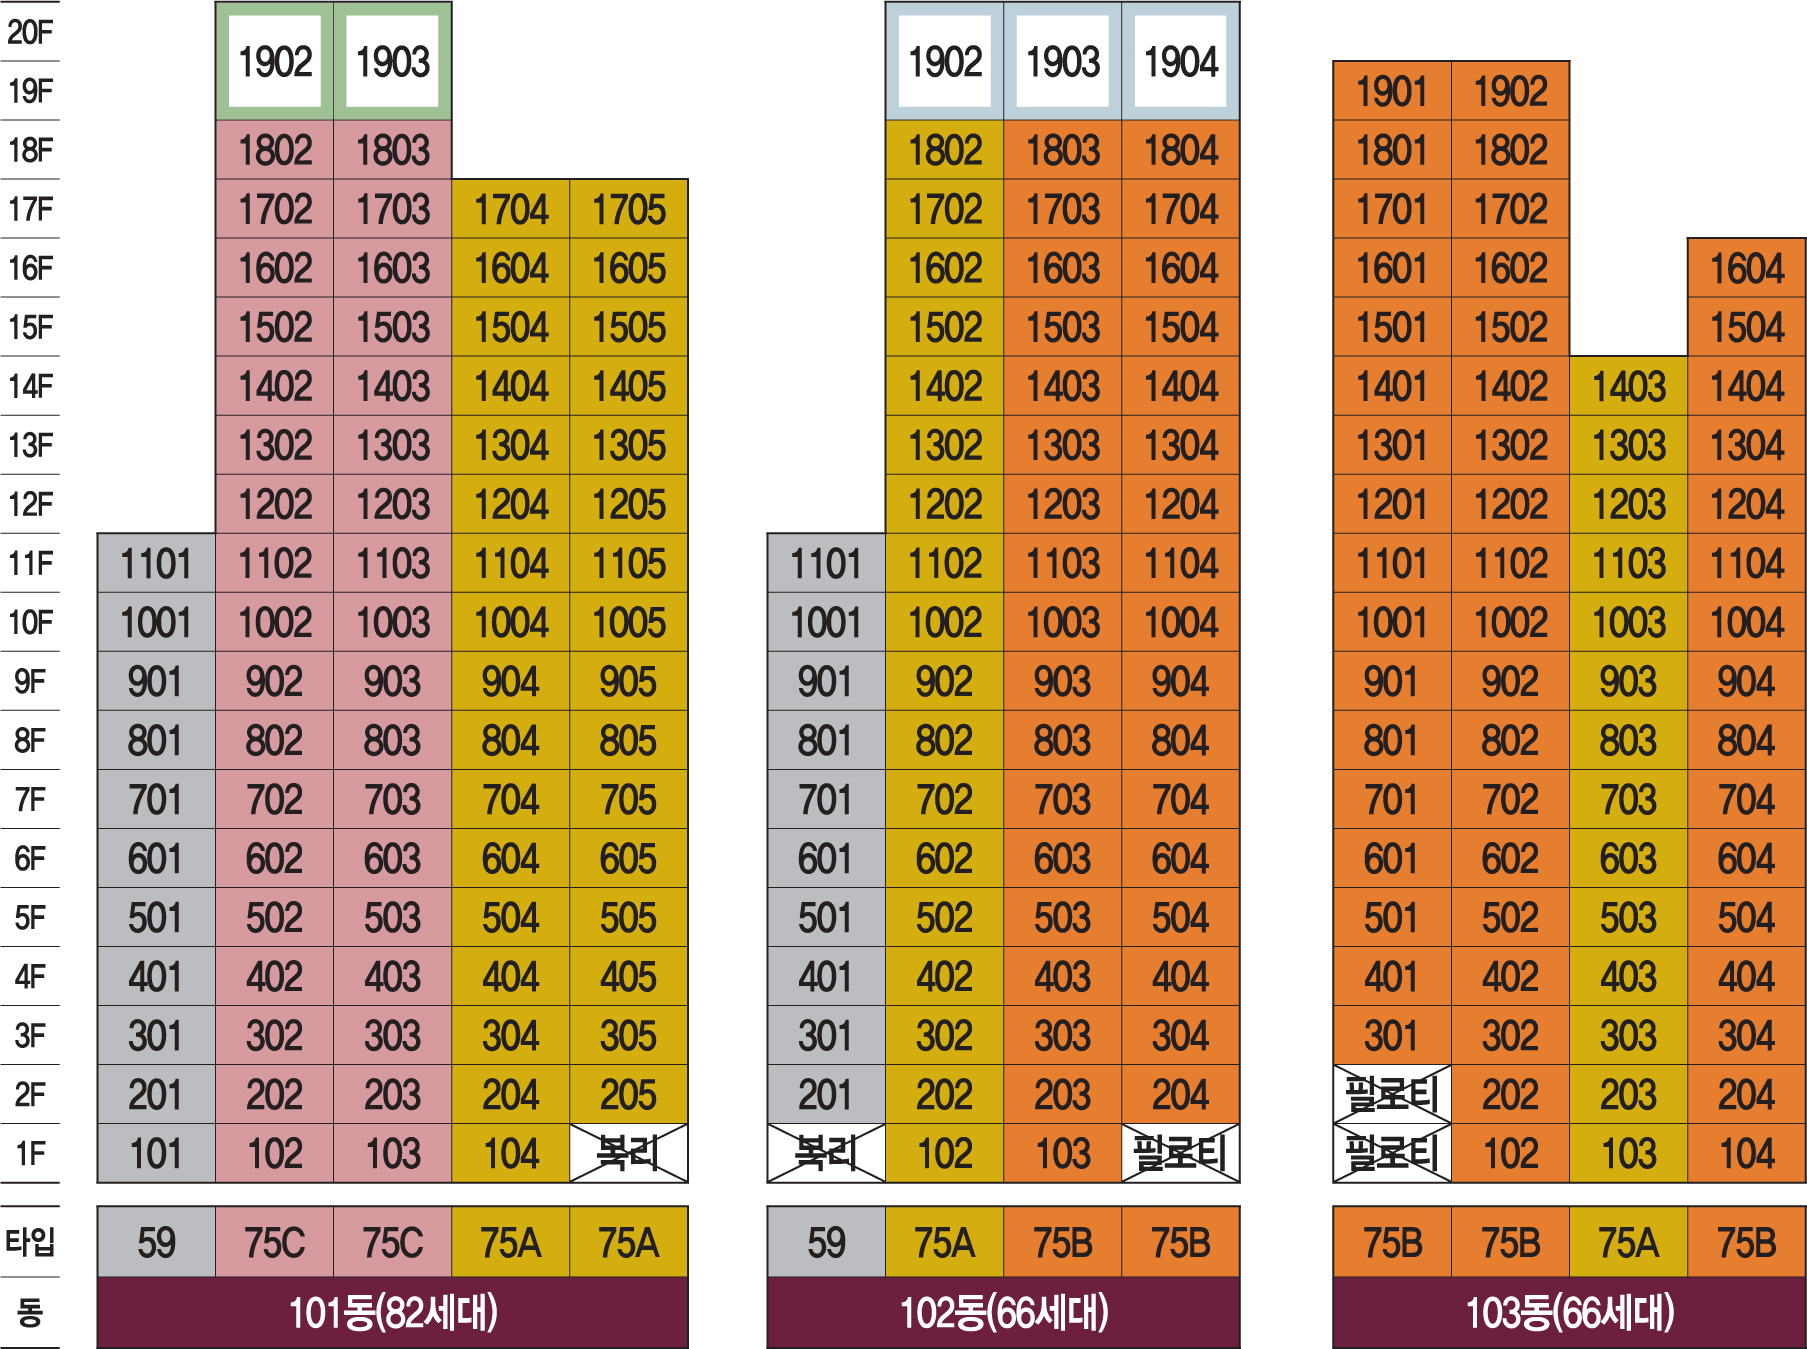 20F 1902 1903 1902 1903 1904
19F 1901 1902
18F 1802 1803 1802 1803 1804 1801 1802
17F 1702 1703 1704 1705 1702 1703 1704 1701 1702
16F 1602 1603 1604 1605 1602 1603 1604 1601 1602 1604
15F 1502 1503 1504 1505 1502 1503 1504 1501 1502 1504
14F 1402 1403 1404 1405 1402 1403 1404 1401 1402 1403 1404
13F 1302 1303 1304 1305 1302 1303 1304 1301 1302 1303 1304
12F 1202 1203 1204 1205 1202 1203 1204 1201 1202 1203 1204
11F 1101 1102 1103 1104 1105 1101 1102 1103 1104 1101 1102 1103 1104
10F 1001 1002 1003 1004 1005 1001 1002 1003 1004 1001 1002 1003 1004
9F 901 902 903 904 905 901 902 903 904 901 902 903 904
8F 801 802 803 804 805 801 802 803 804 801 802 803 804
7F 701 702 703 704 705 701 702 703 704 701 702 703 704
6F 601 602 603 604 605 601 602 603 604 601 602 603 604
5F 501 502 503 504 505 501 502 503 504 501 502 503 504
4F 401 402 403 404 405 401 402 403 404 401 402 403 404
3F 301 302 303 304 305 301 302 303 304 301 302 303 304
2F 201 202 203 204 205 201 202 203 204 필로티 202 203 204
1F 101 102 103 104 복리 복리 102 103 필로티 필로티 102 103 104
타입 59 75C 75C 75A 75A 59 75A 75B 75B 75B 75B 75A 75B
동 101동(82세대) 102동(66세대) 103동(66세대)